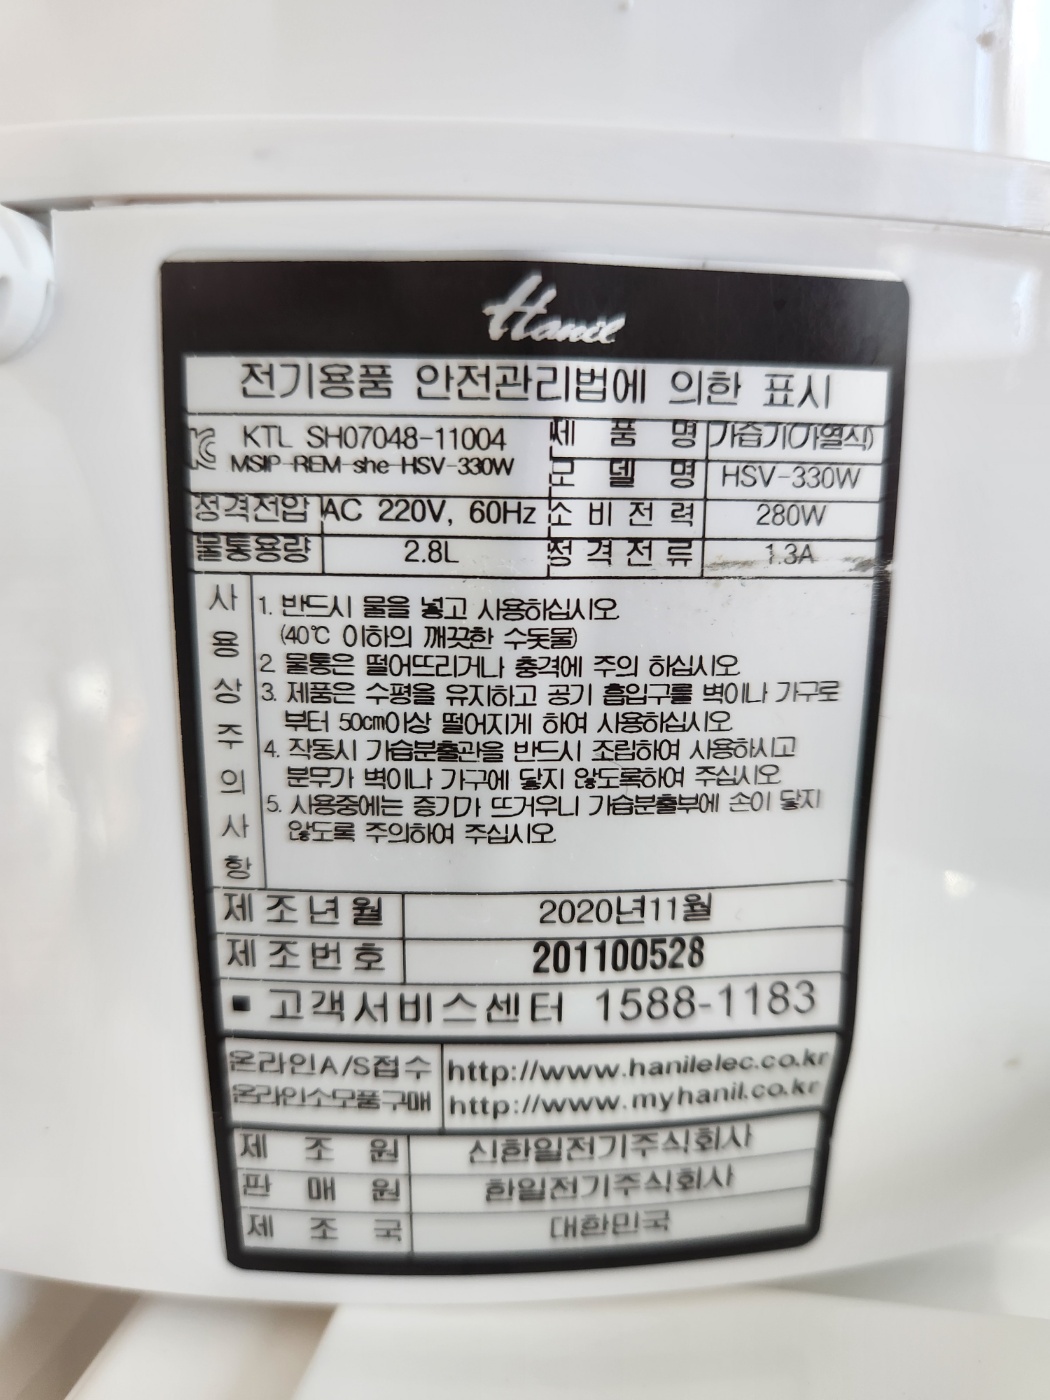 Hanil
전기용품 안전관리법에 의한 표시
KTL SH07048-11004
MSIP-REM-she-HSV-330W
제 품 명 가습기(가열식)
모 델 명 HSV-330W
정격전압 AC 220V, 60Hz 소 비 전 력 280W
물통용량 2.8L 정 격 전 류 1.3A
사용상주의사항
1. 반드시 물을 넣고 사용하십시오.
(40℃ 이하의 깨끗한 수돗물)
2. 물통은 떨어뜨리거나 충격에 주의 하십시오.
3. 제품은 수평을 유지하고 공기 흡입구를 벽이나 가구로
부터 50cm이상 떨어지게 하여 사용하십시오.
4. 작동시 가습분출관을 반드시 조립하여 사용하시고
분무가 벽이나 가구에 닿지 않도록하여 주십시오.
5. 사용중에는 증기가 뜨거우니 가습분출부에 손이 닿지
않도록 주의하여 주십시오.
제 조 년 월 2020년11월
제 조 번 호 201100528
■ 고객서비스센터 1588-1183
온라인A/S접수 http://www.hanilelec.co.kr
온라인소모품구매 http://www.myhanil.co.kr
제 조 원 신한일전기주식회사
판 매 원 한일전기주식회사
제 조 국 대한민국